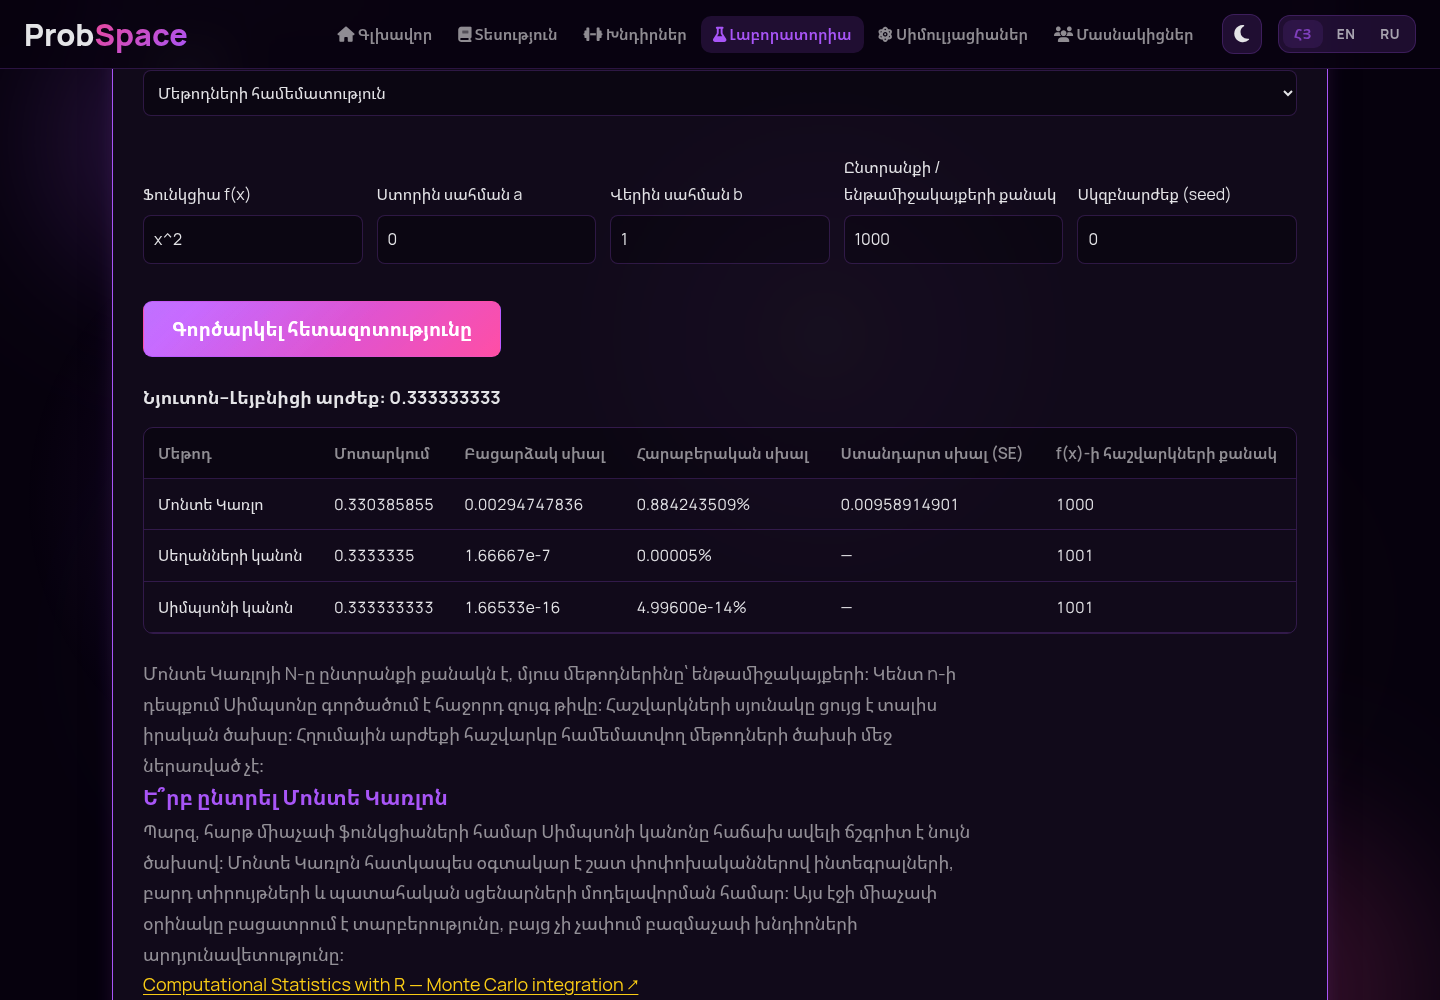 ProbSpace
Գլխավոր Տեսություն Խնդիրներ Լաբորատորիա Սիմուլյացիաներ Մասնակիցներ ՀՅ EN RU
Մեթոդների համեմատություն
Ֆունկցիա f(x) Ստորին սահման a Վերին սահման b Ընտրանքի / ենթամիջակայքերի քանակ Սկզբնարժեք (seed)
x^2 0 1 1000 0
Գործարկել հետազոտությունը
Նյուտոն–Լեյբնիցի արժեք: 0.333333333
Մեթոդ Մոտարկում Բացարձակ սխալ Հարաբերական սխալ Ստանդարտ սխալ (SE) f(x)-ի հաշվարկների քանակ
Մոնտե Կառլո 0.330385855 0.00294747836 0.884243509% 0.00958914901 1000
Սեղանների կանոն 0.3333335 1.66667e-7 0.00005% — 1001
Սիմպսոնի կանոն 0.333333333 1.66533e-16 4.99600e-14% — 1001
Մոնտե Կառլոյի N-ը ընտրանքի քանակն է, մյուս մեթոդներինը՝ ենթամիջակայքերի։ Կենտ n-ի
դեպքում Սիմպսոնը գործածում է հաջորդ զույգ թիվը։ Հաշվարկների սյունակը ցույց է տալիս
իրական ծախսը։ Հղումային արժեքի հաշվարկը համեմատվող մեթոդների ծախսի մեջ
ներառված չէ։
Ե՞րբ ընտրել Մոնտե Կառլոն
Պարզ, հարթ միաչափ ֆունկցիաների համար Սիմպսոնի կանոնը հաճախ ավելի ճշգրիտ է նույն
ծախսով։ Մոնտե Կառլոն հատկապես օգտակար է շատ փոփոխականներով ինտեգրալների,
բարդ տիրույթների և պատահական սցենարների մոդելավորման համար։ Այս էջի միաչափ
օրինակը բացատրում է տարբերությունը, բայց չի չափում բազմաչափ խնդիրների
արդյունավետությունը։
Computational Statistics with R — Monte Carlo integration ↗